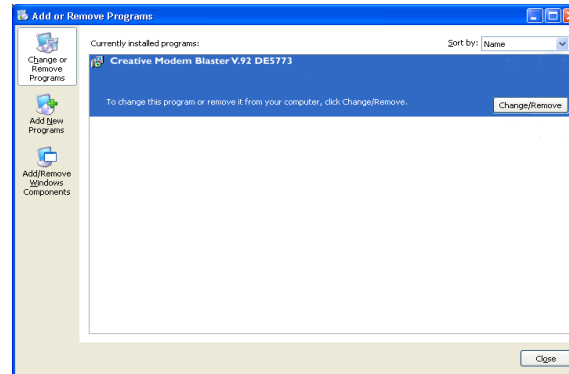 Add or Remove Programs
Change or
Remove
Programs
Currently installed programs:
Sort by: Name
Creative Modem Blaster V.92 DE5773
To change this program or remove it from your computer, click Change/Remove.
Change/Remove
Add New
Programs
Add/Remove
Windows
Components
Close